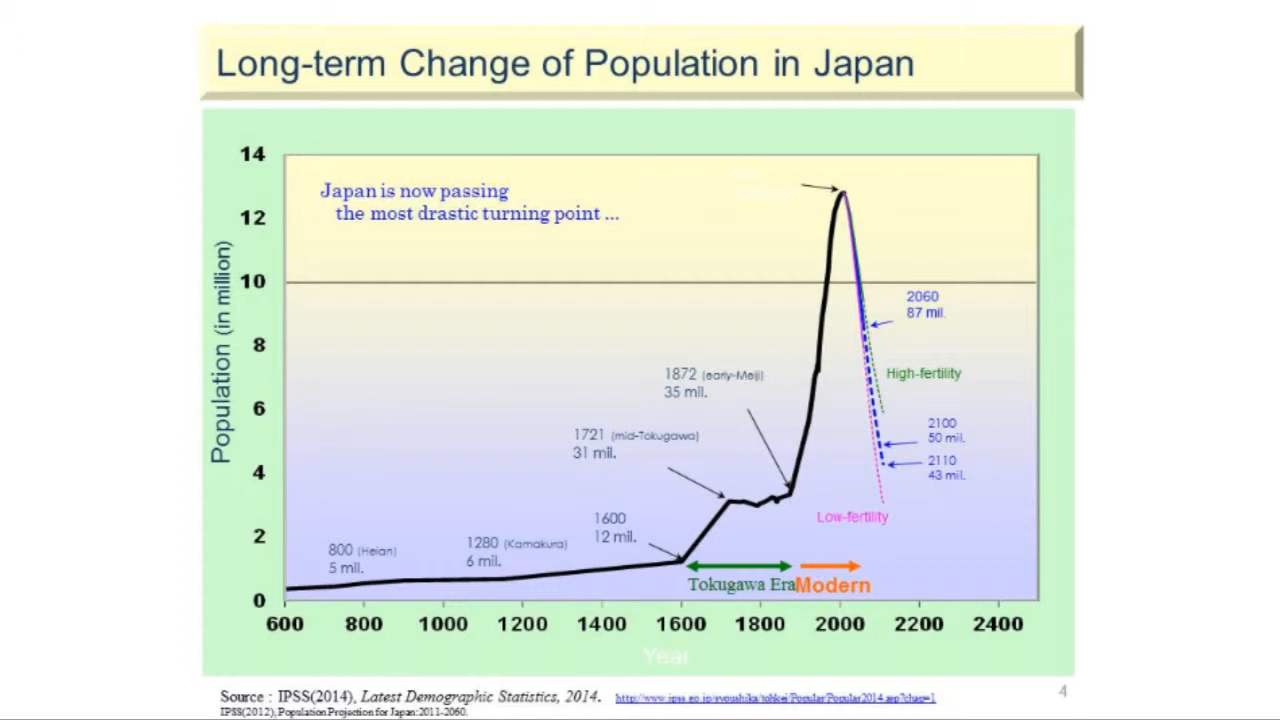 Long-term Change of Population in Japan
14
12
10
8
6
4
2
0
Population (in million)
Japan is now passing
the most drastic turning point ...
2060
87 mil.
High-fertility
1872 (early-Meiji)
35 mil.
1721 (mid-Tokugawa)
31 mil.
2100
50 mil.
2110
43 mil.
Low-fertility
1600
12 mil.
1280 (Kamakura)
6 mil.
800 (Heian)
5 mil.
Tokugawa Era
Modern
600 800 1000 1200 1400 1600 1800 2000 2200 2400
Year
Source : IPSS(2014), Latest Demographic Statistics, 2014.
IPSS(2012), Population Projection for Japan:2011-2060.
4